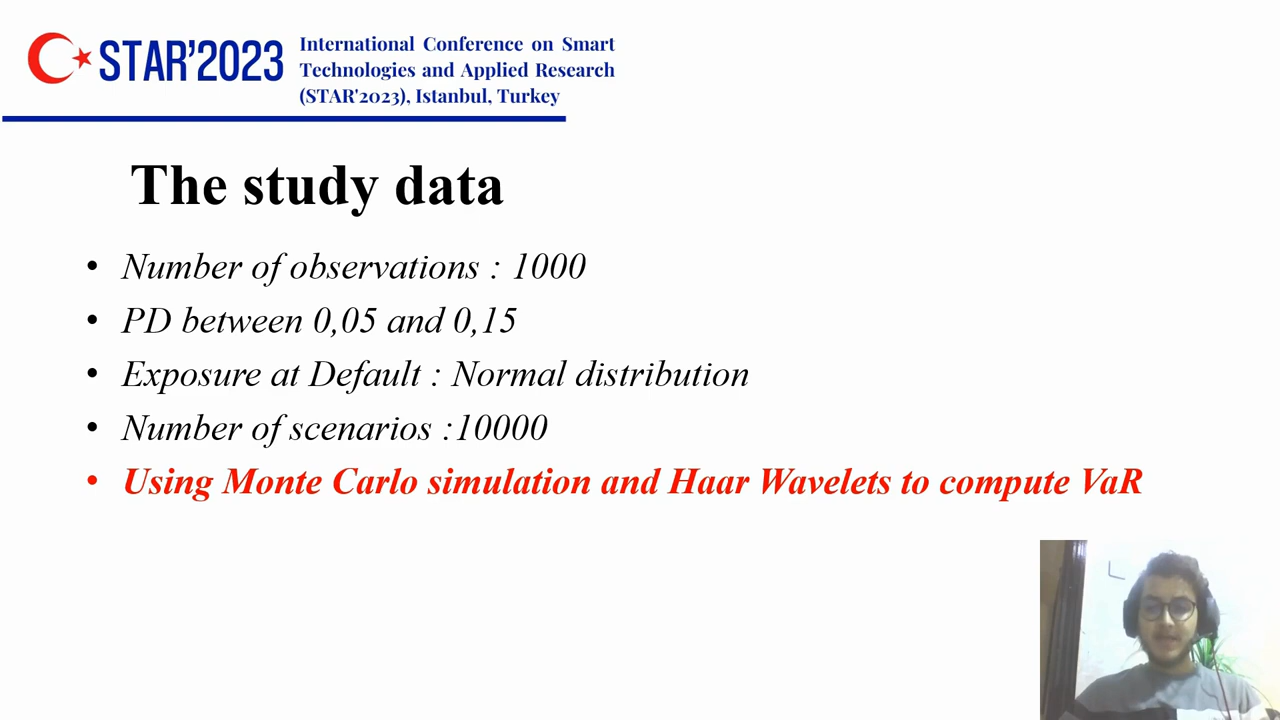 STAR'2023
International Conference on Smart
Technologies and Applied Research
(STAR'2023), Istanbul, Turkey
The study data
• Number of observations : 1000
• PD between 0,05 and 0,15
• Exposure at Default : Normal distribution
• Number of scenarios :10000
• Using Monte Carlo simulation and Haar Wavelets to compute VaR